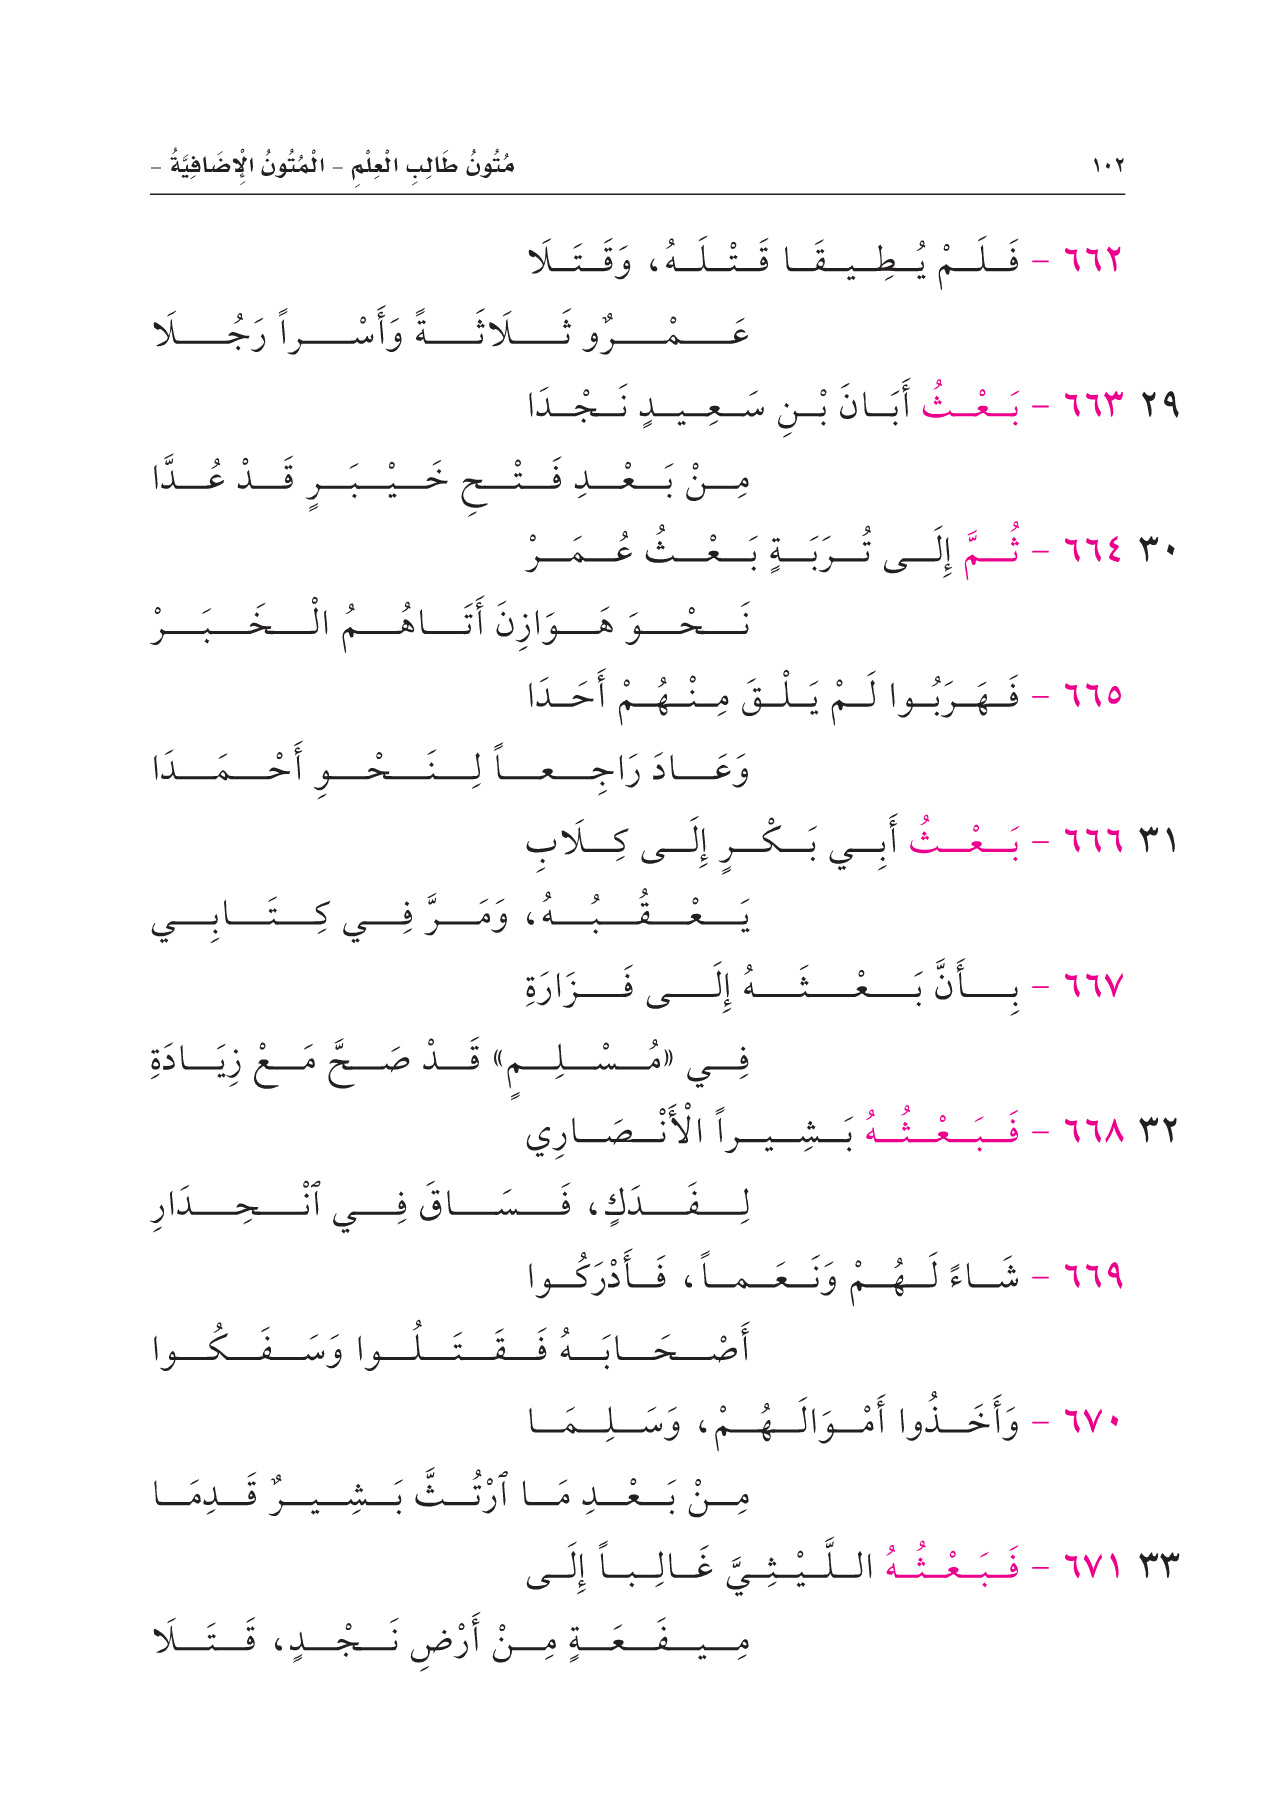 ١٠٢ مُتُونُ طَالِبِ الْعِلْمِ – الْمُتُونُ الْإِضَافِيَّةُ –
٦٦٢ – فَلَمْ يُطِيقَا قَتْلَهُ، وَقَتَلَا
عَمْرٌو ثَلَاثَةً وَأَسْراً رَجُلَا
٢٩ ٦٦٣ – بَعْثُ أَبَانَ بْنِ سَعِيدٍ نَجْدَا
مِنْ بَعْدِ فَتْحِ خَيْبَرٍ قَدْ عُدَّا
٣٠ ٦٦٤ – ثُمَّ إِلَى تُرَبَةٍ بَعْثُ عُمَرْ
نَحْوَ هَوَازِنَ أَتَاهُمُ الْخَبَرْ
٦٦٥ – فَهَرَبُوا لَمْ يَلْقَ مِنْهُمْ أَحَدَا
وَعَادَ رَاجِعاً لِنَحْوِ أَحْمَدَا
٣١ ٦٦٦ – بَعْثُ أَبِي بَكْرٍ إِلَى كِلَابِ
يَعْقُبُهُ، وَمَرَّ فِي كِتَابِي
٦٦٧ – بِأَنَّ بَعْثَهُ إِلَى فَزَارَةِ
فِي «مُسْلِمٍ» قَدْ صَحَّ مَعْ زِيَادَةِ
٣٢ ٦٦٨ – فَبَعْثُهُ بَشِيراً الْأَنْصَارِي
لِفَدَكٍ، فَسَاقَ فِي ٱنْحِدَارِ
٦٦٩ – شَاءً لَهُمْ وَنَعَماً، فَأَدْرَكُوا
أَصْحَابَهُ فَقَتَلُوا وَسَفَكُوا
٦٧٠ – وَأَخَذُوا أَمْوَالَهُمْ، وَسَلِمَا
مِنْ بَعْدِ مَا ٱرْتُثَّ بَشِيرٌ قَدِمَا
٣٣ ٦٧١ – فَبَعْثُهُ اللَّيْثِيَّ غَالِباً إِلَى
مِيفَعَةٍ مِنْ أَرْضِ نَجْدٍ، قَتَلَا